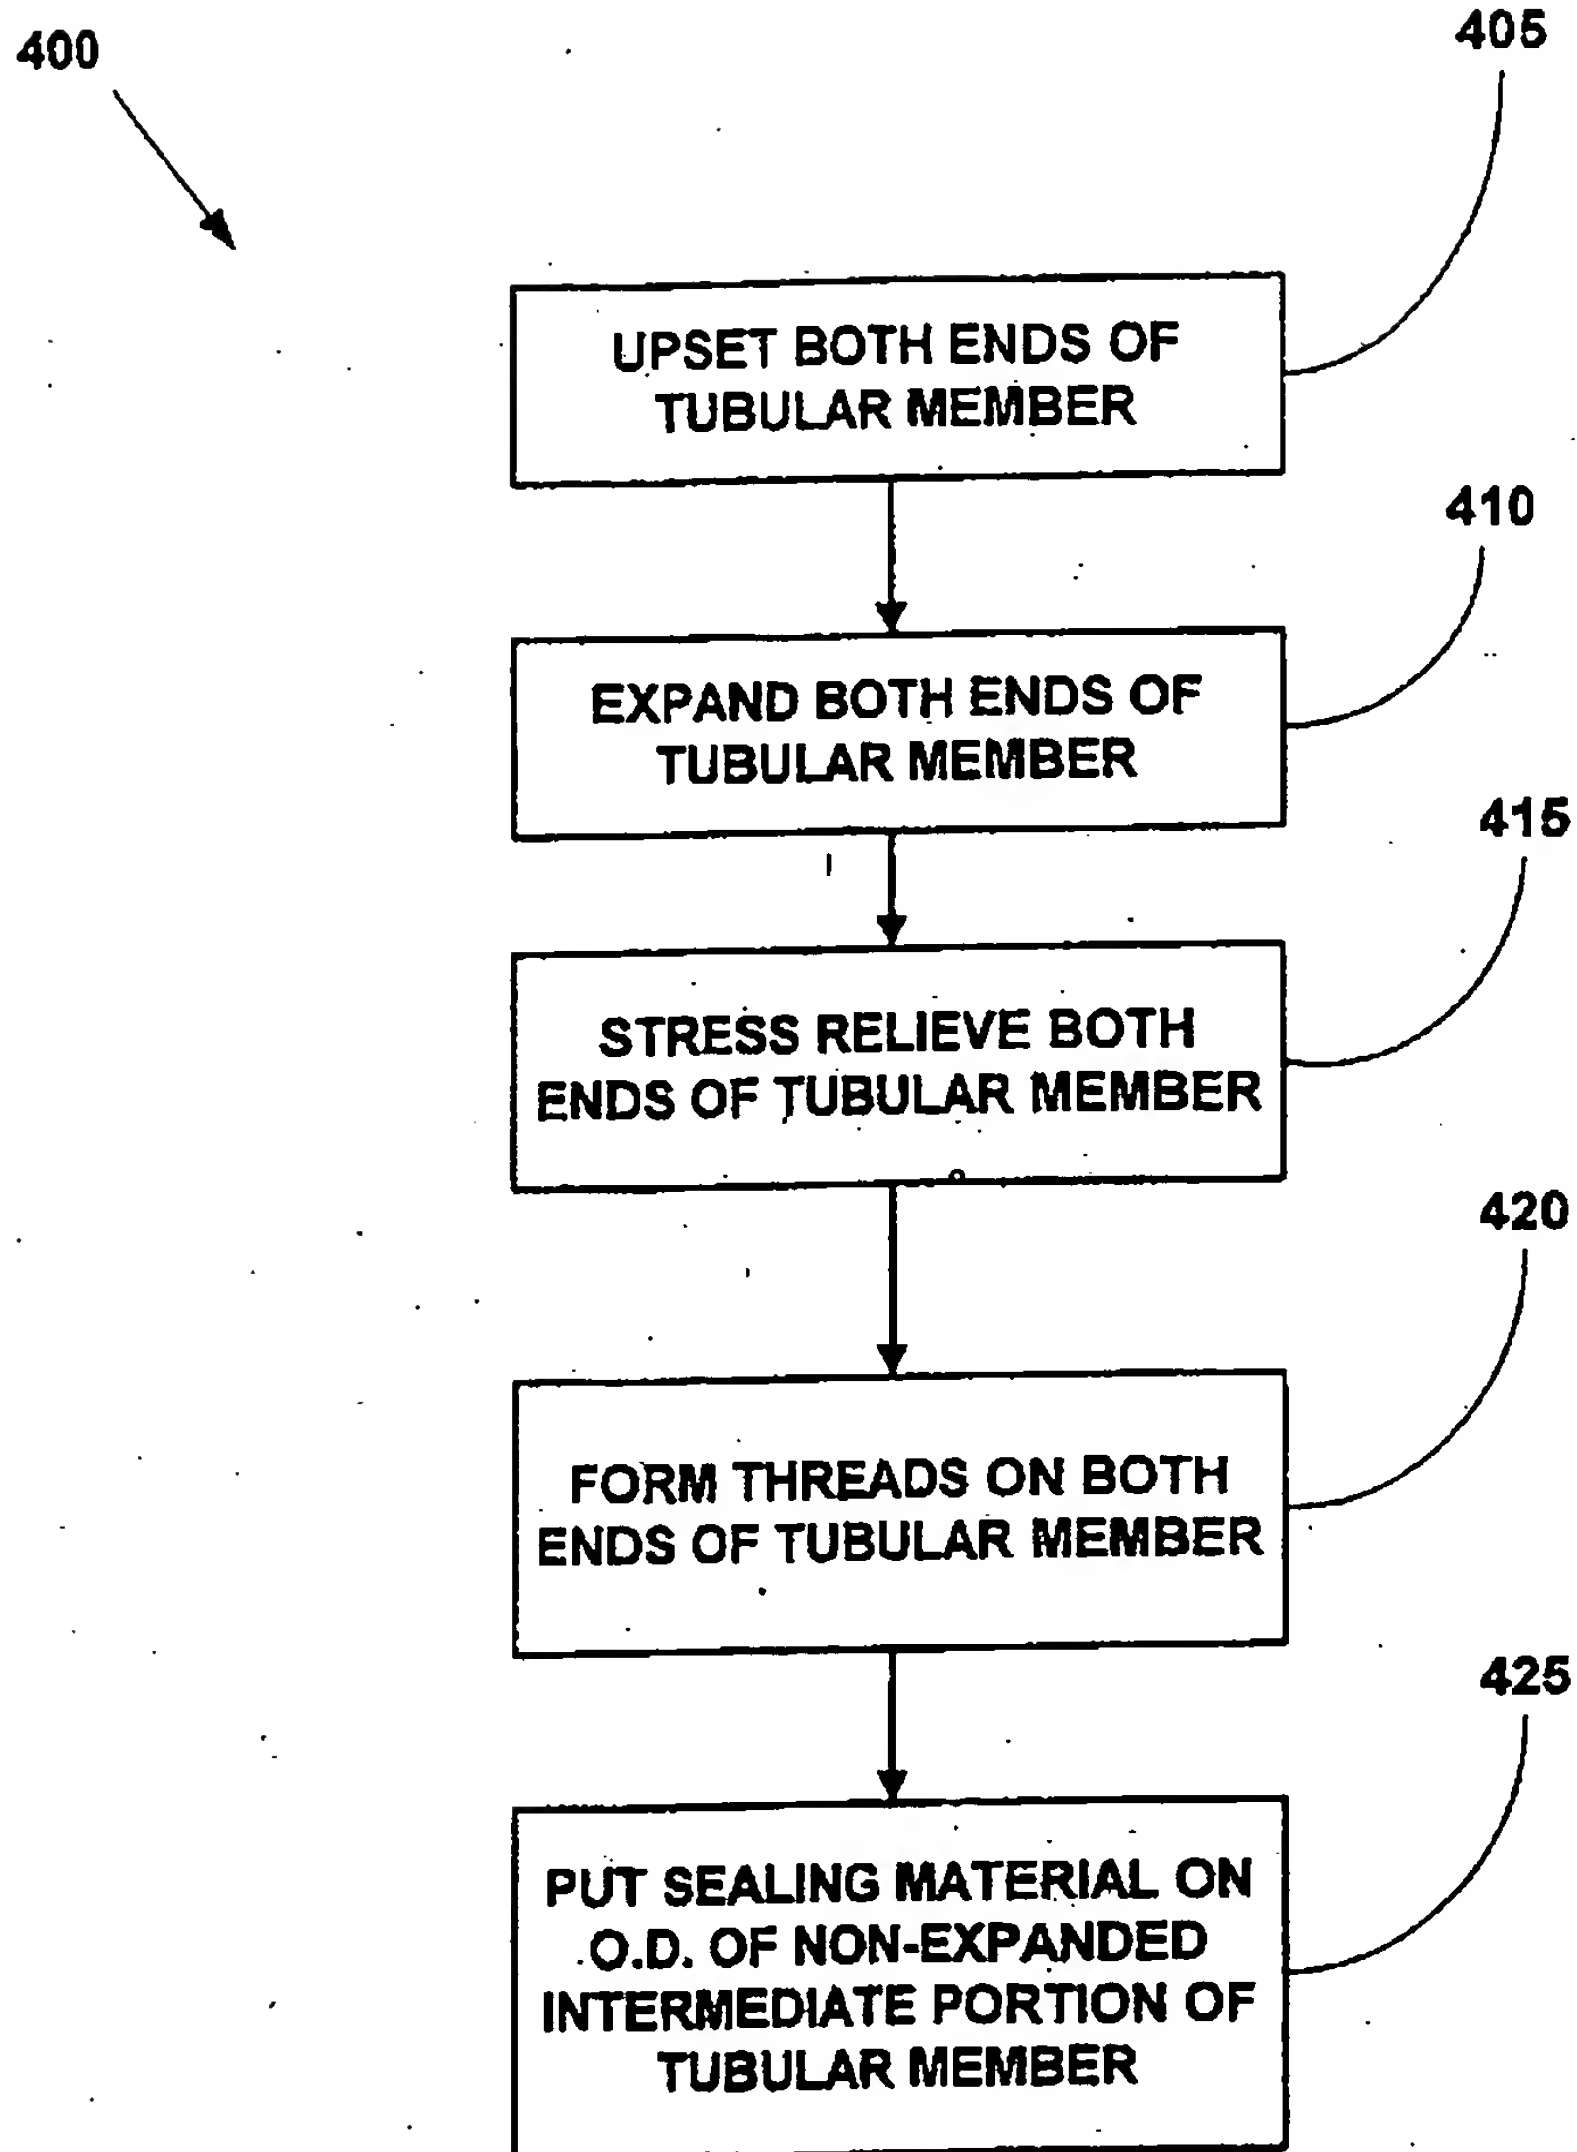 400
405
UPSET BOTH ENDS OF
TUBULAR MEMBER
410
EXPAND BOTH ENDS OF
TUBULAR MEMBER
415
STRESS RELIEVE BOTH
ENDS OF TUBULAR MEMBER
420
FORM THREADS ON BOTH
ENDS OF TUBULAR MEMBER
425
PUT SEALING MATERIAL ON
O.D. OF NON-EXPANDED
INTERMEDIATE PORTION OF
TUBULAR MEMBER